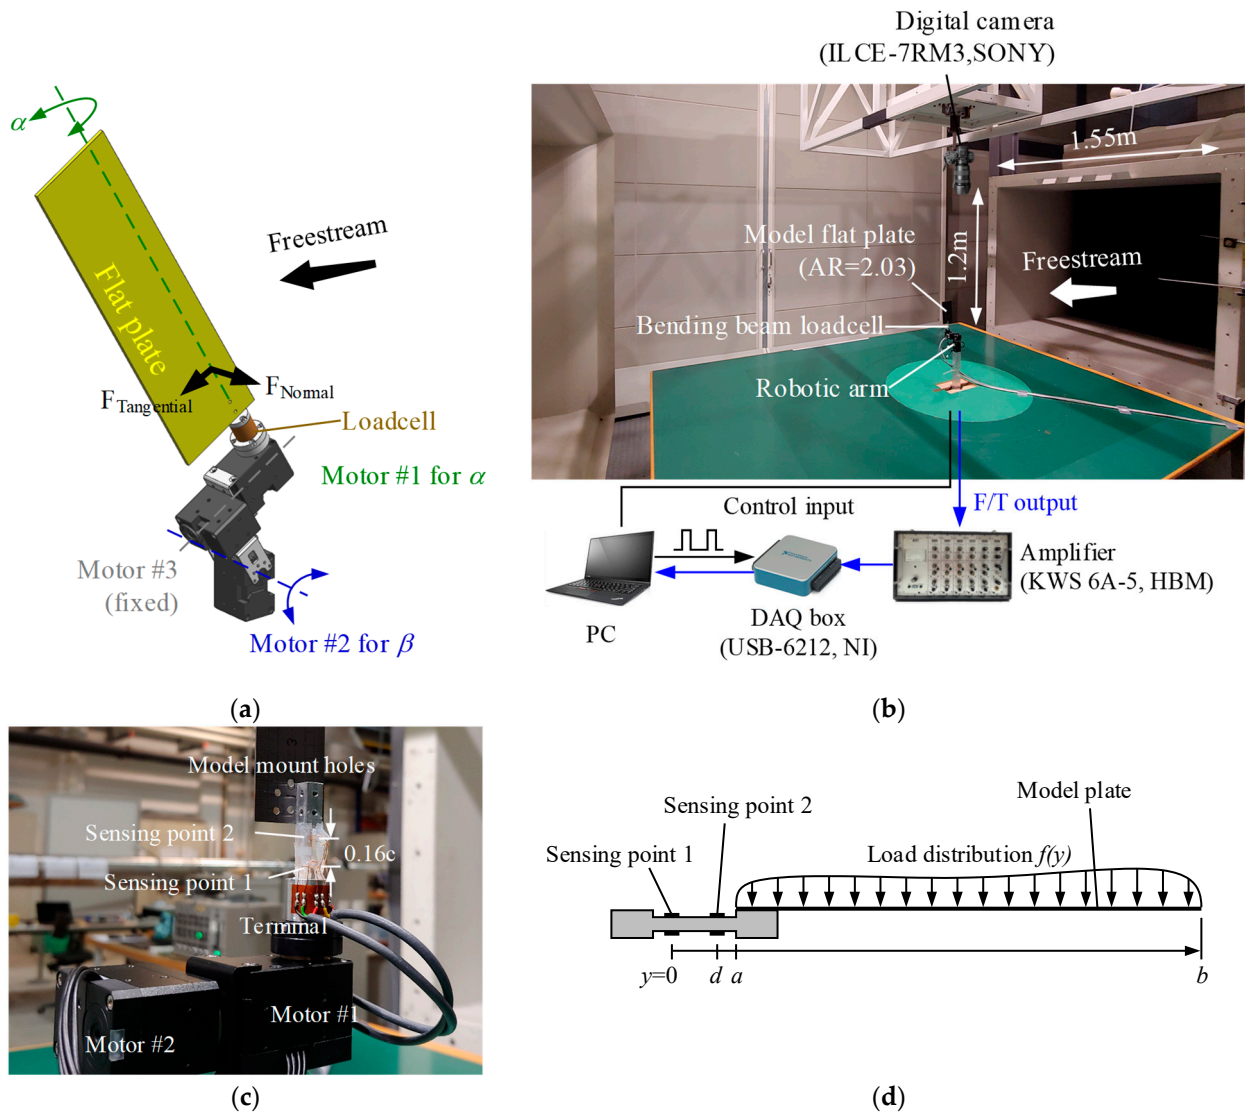 α
Freestream
Flat plate
F_Normal
F_Tangential
Loadcell
Motor #1 for α
Motor #3
(fixed)
Motor #2 for β
(a)
Digital camera
(ILCE-7RM3,SONY)
1.55m
Model flat plate
(AR=2.03)
1.2m
Freestream
Bending beam loadcell
Robotic arm
Control input
F/T output
PC
DAQ box
(USB-6212, NI)
Amplifier
(KWS 6A-5, HBM)
(b)
Model mount holes
Sensing point 2
0.16c
Sensing point 1
Terminal
Motor #1
Motor #2
(c)
Model plate
Sensing point 2
Sensing point 1
Load distribution f(y)
y=0
d
a
b
(d)